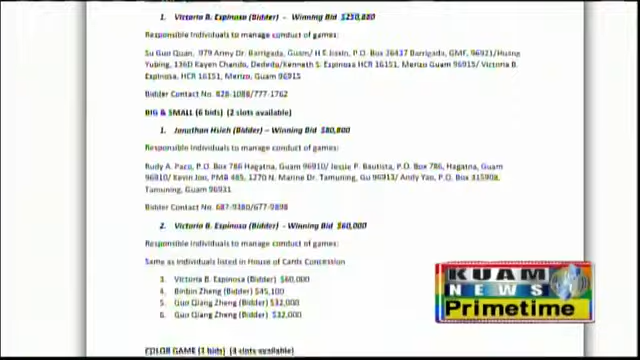 1. Victoria B. Espinosa (Bidder) – Winning Bid $250,880
Responsible individuals to manage conduct of games:
Su Guo Quan, 979 Army Dr. Barrigada, Guam/ H S P.O. Box 26437 Barrigada, GMF, 96921/Huang
Yubing, 136D Kayen Chando, Dededo/Kenneth S. Espinosa HCR 16151, Merizo Guam 96915/ Victoria B.
Espinosa, HCR 16151, Merizo, Guam 96915
Bidder Contact No. 828-1088/777-1762
BIG & SMALL (6 bids) (2 slots available)
1. Jonathan Hsieh (Bidder) – Winning Bid $80,800
Responsible individuals to manage conduct of games:
Rudy A. Paco, P.O. Box 786 Hagatna, Guam 96910/ Jessie P. Bautista, P.O. Box 786, Hagatna, Guam
96910/ Kevin PMB 485, 1270 N. Marine Dr. Tamuning, Gu 96913/ Andy Yao, P.O. Box 315908,
Tamuning, Guam 96931
Bidder Contact No. 687-9380/677-9898
2. Victoria B. Espinosa (Bidder) - Winning Bid $60,000
Responsible individuals to manage conduct of games:
Same as individuals listed in House of Cards Concession
3. Victoria B. Espinosa (Bidder) $60,000
4. Binbin Zheng (Bidder) $45,100
5. Guo Qiang Zheng (Bidder) $32,000
6. Guo Qiang Zheng (Bidder) $32,000
COLOR GAME (3 bids) (3 slots available)
KUAM
NEWS
Primetime